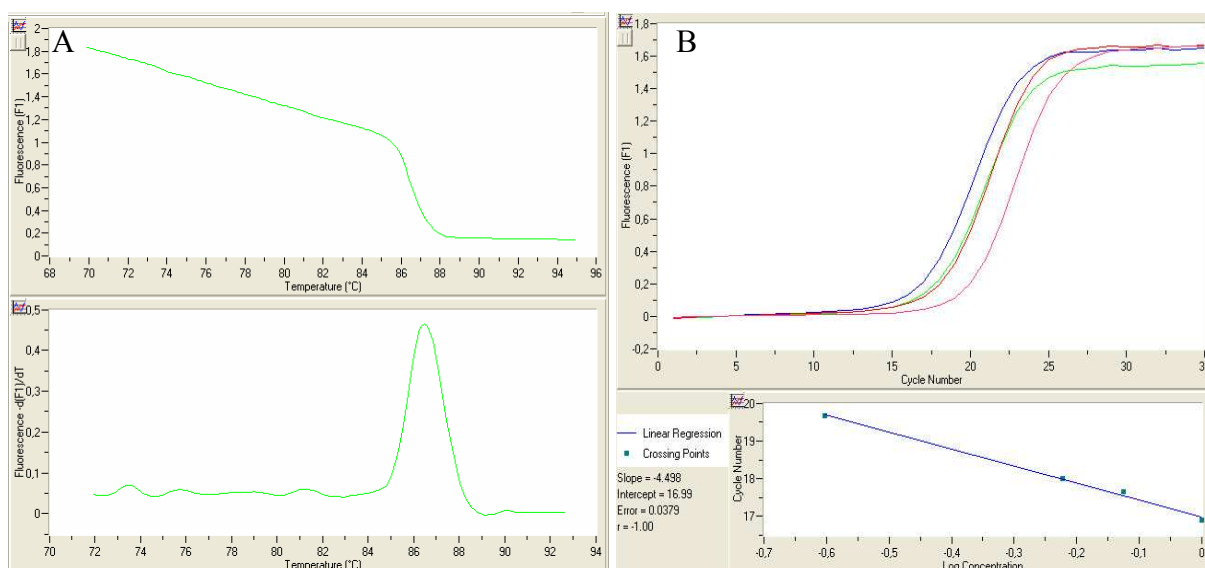 A
Fluorescence (F1)
2
1,8
1,6
1,4
1,2
1
0,8
0,6
0,4
0,2
0
68 70 72 74 76 78 80 82 84 86 88 90 92 94 96
Temperature (°C)
Fluorescence -d(F1)/dT
0,5
0,4
0,3
0,2
0,1
0
70 72 74 76 78 80 82 84 86 88 90 92 94
Temperature (°C)
B
Fluorescence (F1)
1,8
1,6
1,4
1,2
1
0,8
0,6
0,4
0,2
0
-0,2
0 5 10 15 20 25 30 35
Cycle Number
Linear Regression
Crossing Points
Slope = -4.498
Intercept = 16.99
Error = 0.0379
r = -1.00
Cycle Number
20
19
18
17
-0,7 -0,6 -0,5 -0,4 -0,3 -0,2 -0,1 0
Log Concentration